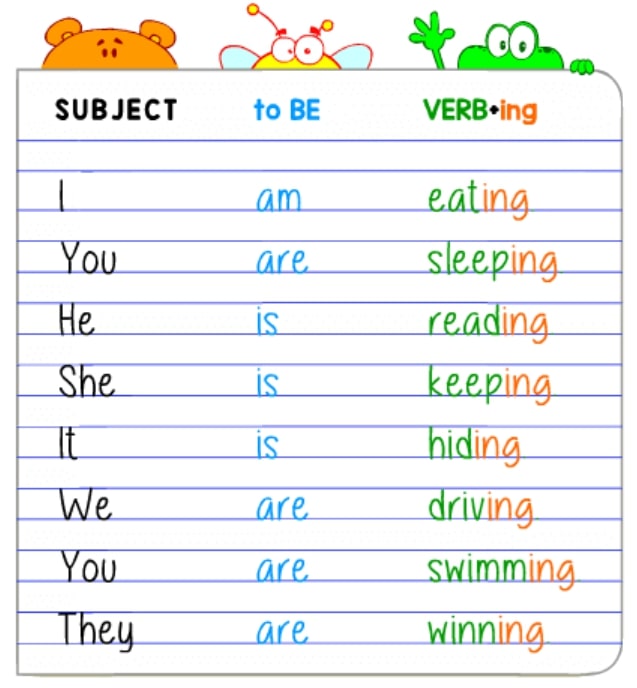 SUBJECT to BE VERB+ing
I am eating
You are sleeping
He is reading
She is keeping
It is hiding
We are driving
You are swimming
They are winning